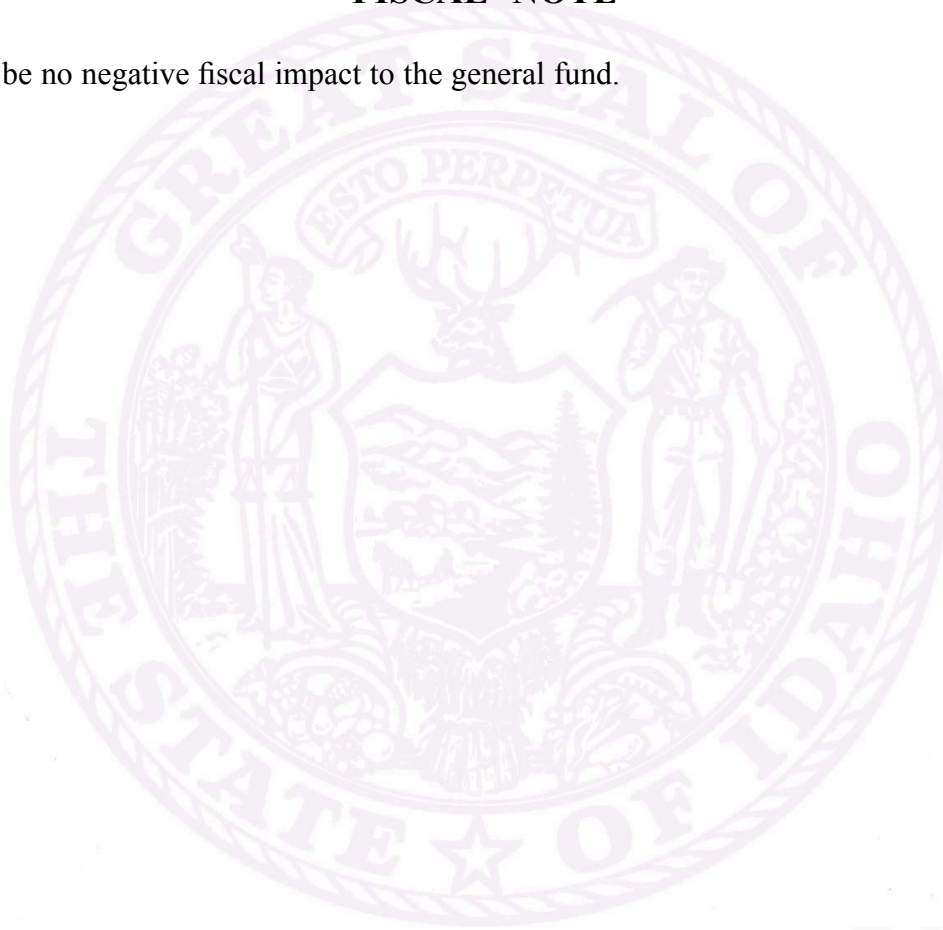 FISCAL NOTE
be no negative fiscal impact to the general fund.
GREAT SEAL OF
ESTO PERPETUA
THE STATE OF IDAHO